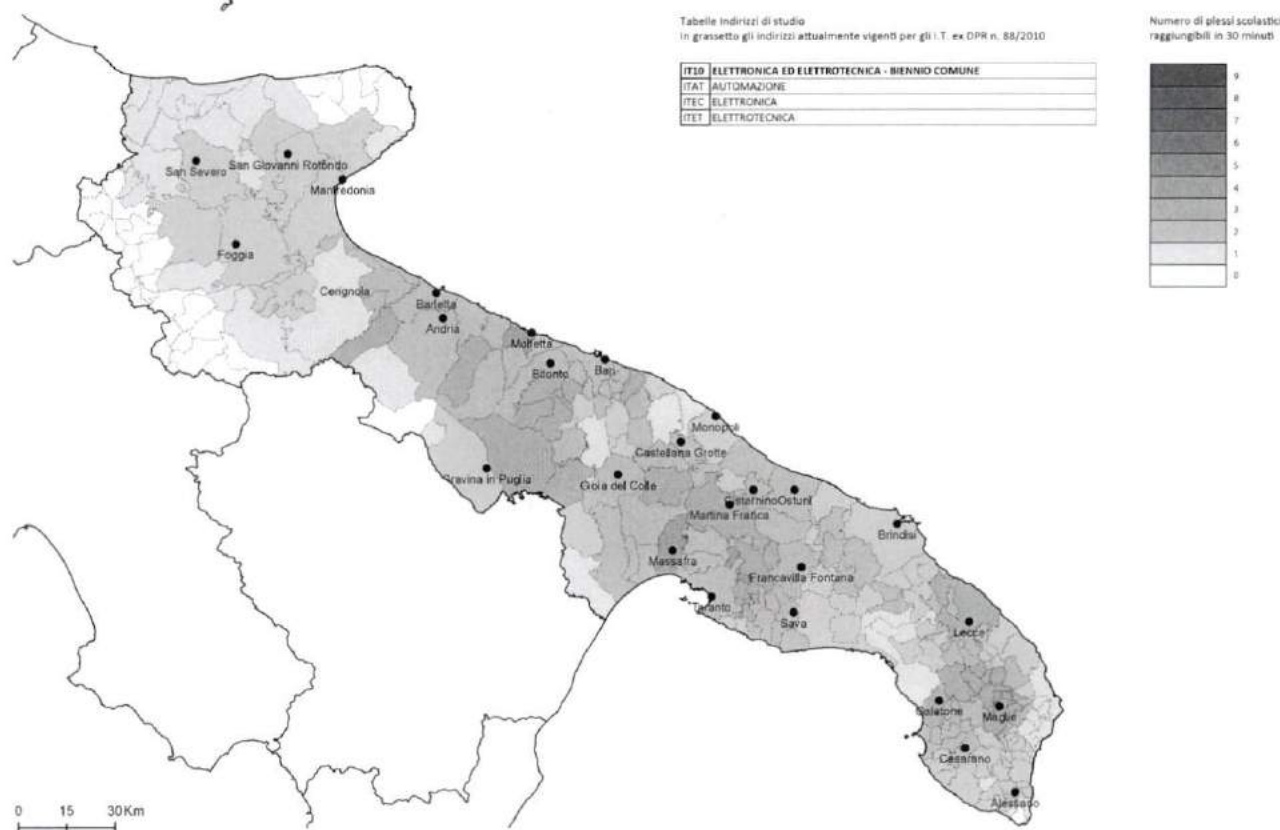 Tabelle Indirizzi di studio
In grassetto gli indirizzi attualmente vigenti per gli I.T. ex DPR n. 88/2010
IT10 ELETTRONICA ED ELETTROTECNICA - BIENNIO COMUNE
ITAT AUTOMAZIONE
ITEC ELETTRONICA
ITET ELETTROTECNICA
Numero di plessi scolastici
raggiungibili in 30 minuti
9
8
7
6
5
4
3
2
1
0
San Severo
San Giovanni Rotondo
Manfredonia
Foggia
Cerignola
Barletta
Andria
Molfetta
Bitonto
Bari
Monopoli
Castellana Grotte
Gravina in Puglia
Gioia del Colle
Cisternino
Ostuni
Martina Franca
Brindisi
Massafra
Francavilla Fontana
Taranto
Sava
Lecce
Galatone
Maglie
Casarano
Alessano
0 15 30 Km